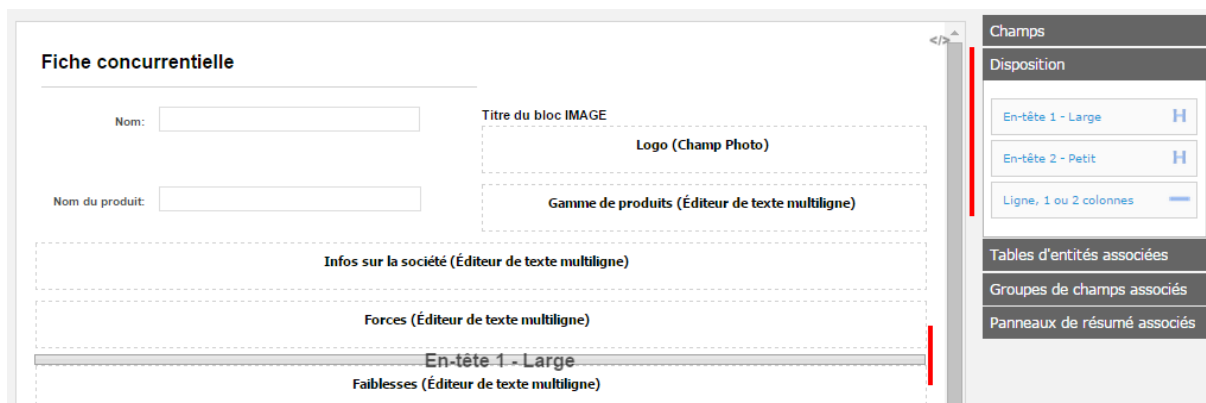 </>
Fiche concurrentielle
Nom:
Titre du bloc IMAGE
Logo (Champ Photo)
Nom du produit:
Gamme de produits (Éditeur de texte multiligne)
Infos sur la société (Éditeur de texte multiligne)
Forces (Éditeur de texte multiligne)
En-tête 1 - Large
Faiblesses (Éditeur de texte multiligne)
Champs
Disposition
En-tête 1 - Large H
En-tête 2 - Petit H
Ligne, 1 ou 2 colonnes
Tables d'entités associées
Groupes de champs associés
Panneaux de résumé associés